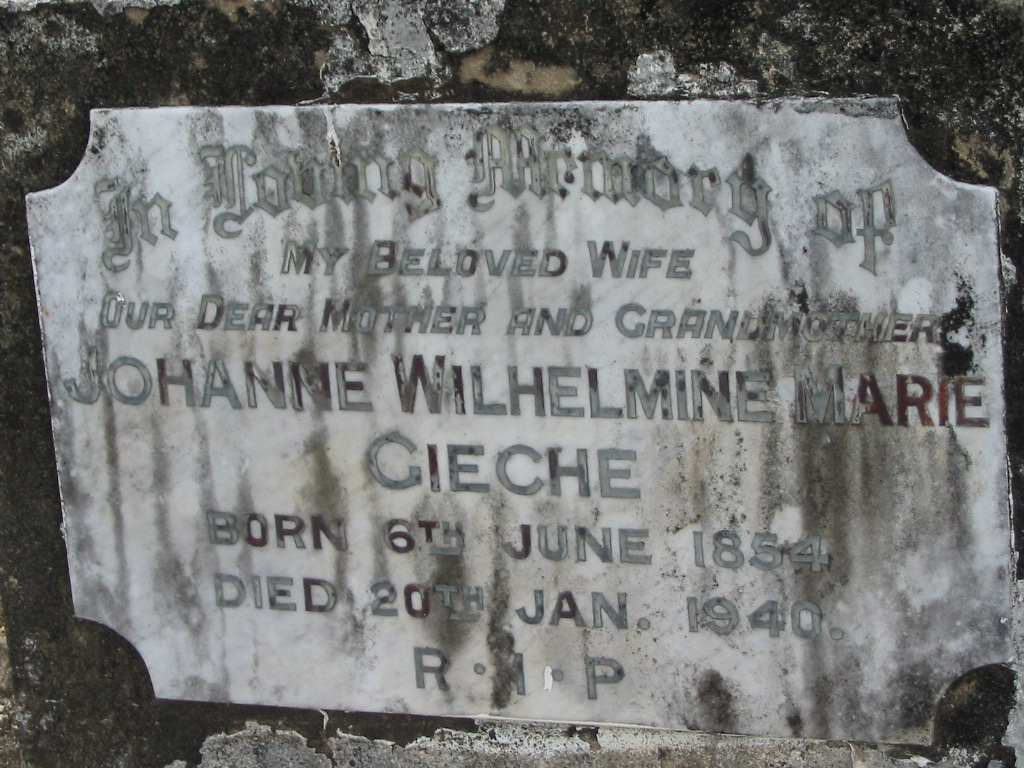 In Loving Memory of
MY BELOVED WIFE
OUR DEAR MOTHER AND GRANDMOTHER
JOHANNE WILHELMINE MARIE
GIECHE
BORN 6TH JUNE 1854
DIED 20TH JAN. 1940.
R·I·P